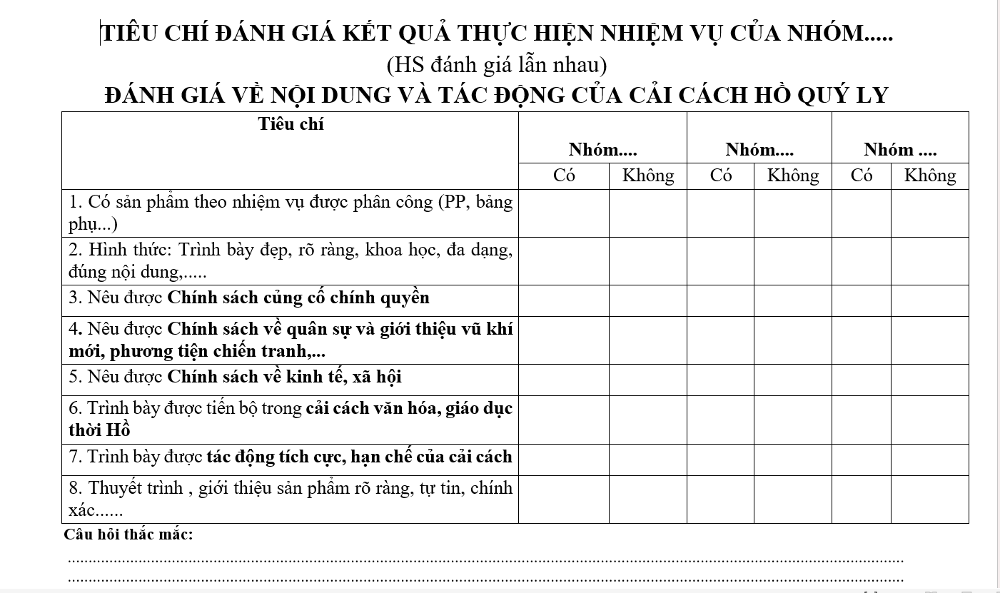 TIÊU CHÍ ĐÁNH GIÁ KẾT QUẢ THỰC HIỆN NHIỆM VỤ CỦA NHÓM.....
(HS đánh giá lẫn nhau)
ĐÁNH GIÁ VỀ NỘI DUNG VÀ TÁC ĐỘNG CỦA CẢI CÁCH HỒ QUÝ LY
Tiêu chí
Nhóm.... Nhóm.... Nhóm ....
Có Không Có Không Có Không
1. Có sản phẩm theo nhiệm vụ được phân công (PP, bảng
phụ...)
2. Hình thức: Trình bày đẹp, rõ ràng, khoa học, đa dạng,
đúng nội dung,.....
3. Nêu được Chính sách củng cố chính quyền
4. Nêu được Chính sách về quân sự và giới thiệu vũ khí
mới, phương tiện chiến tranh,...
5. Nêu được Chính sách về kinh tế, xã hội
6. Trình bày được tiến bộ trong cải cách văn hóa, giáo dục
thời Hồ
7. Trình bày được tác động tích cực, hạn chế của cải cách
8. Thuyết trình , giới thiệu sản phẩm rõ ràng, tự tin, chính
xác......
Câu hỏi thắc mắc: